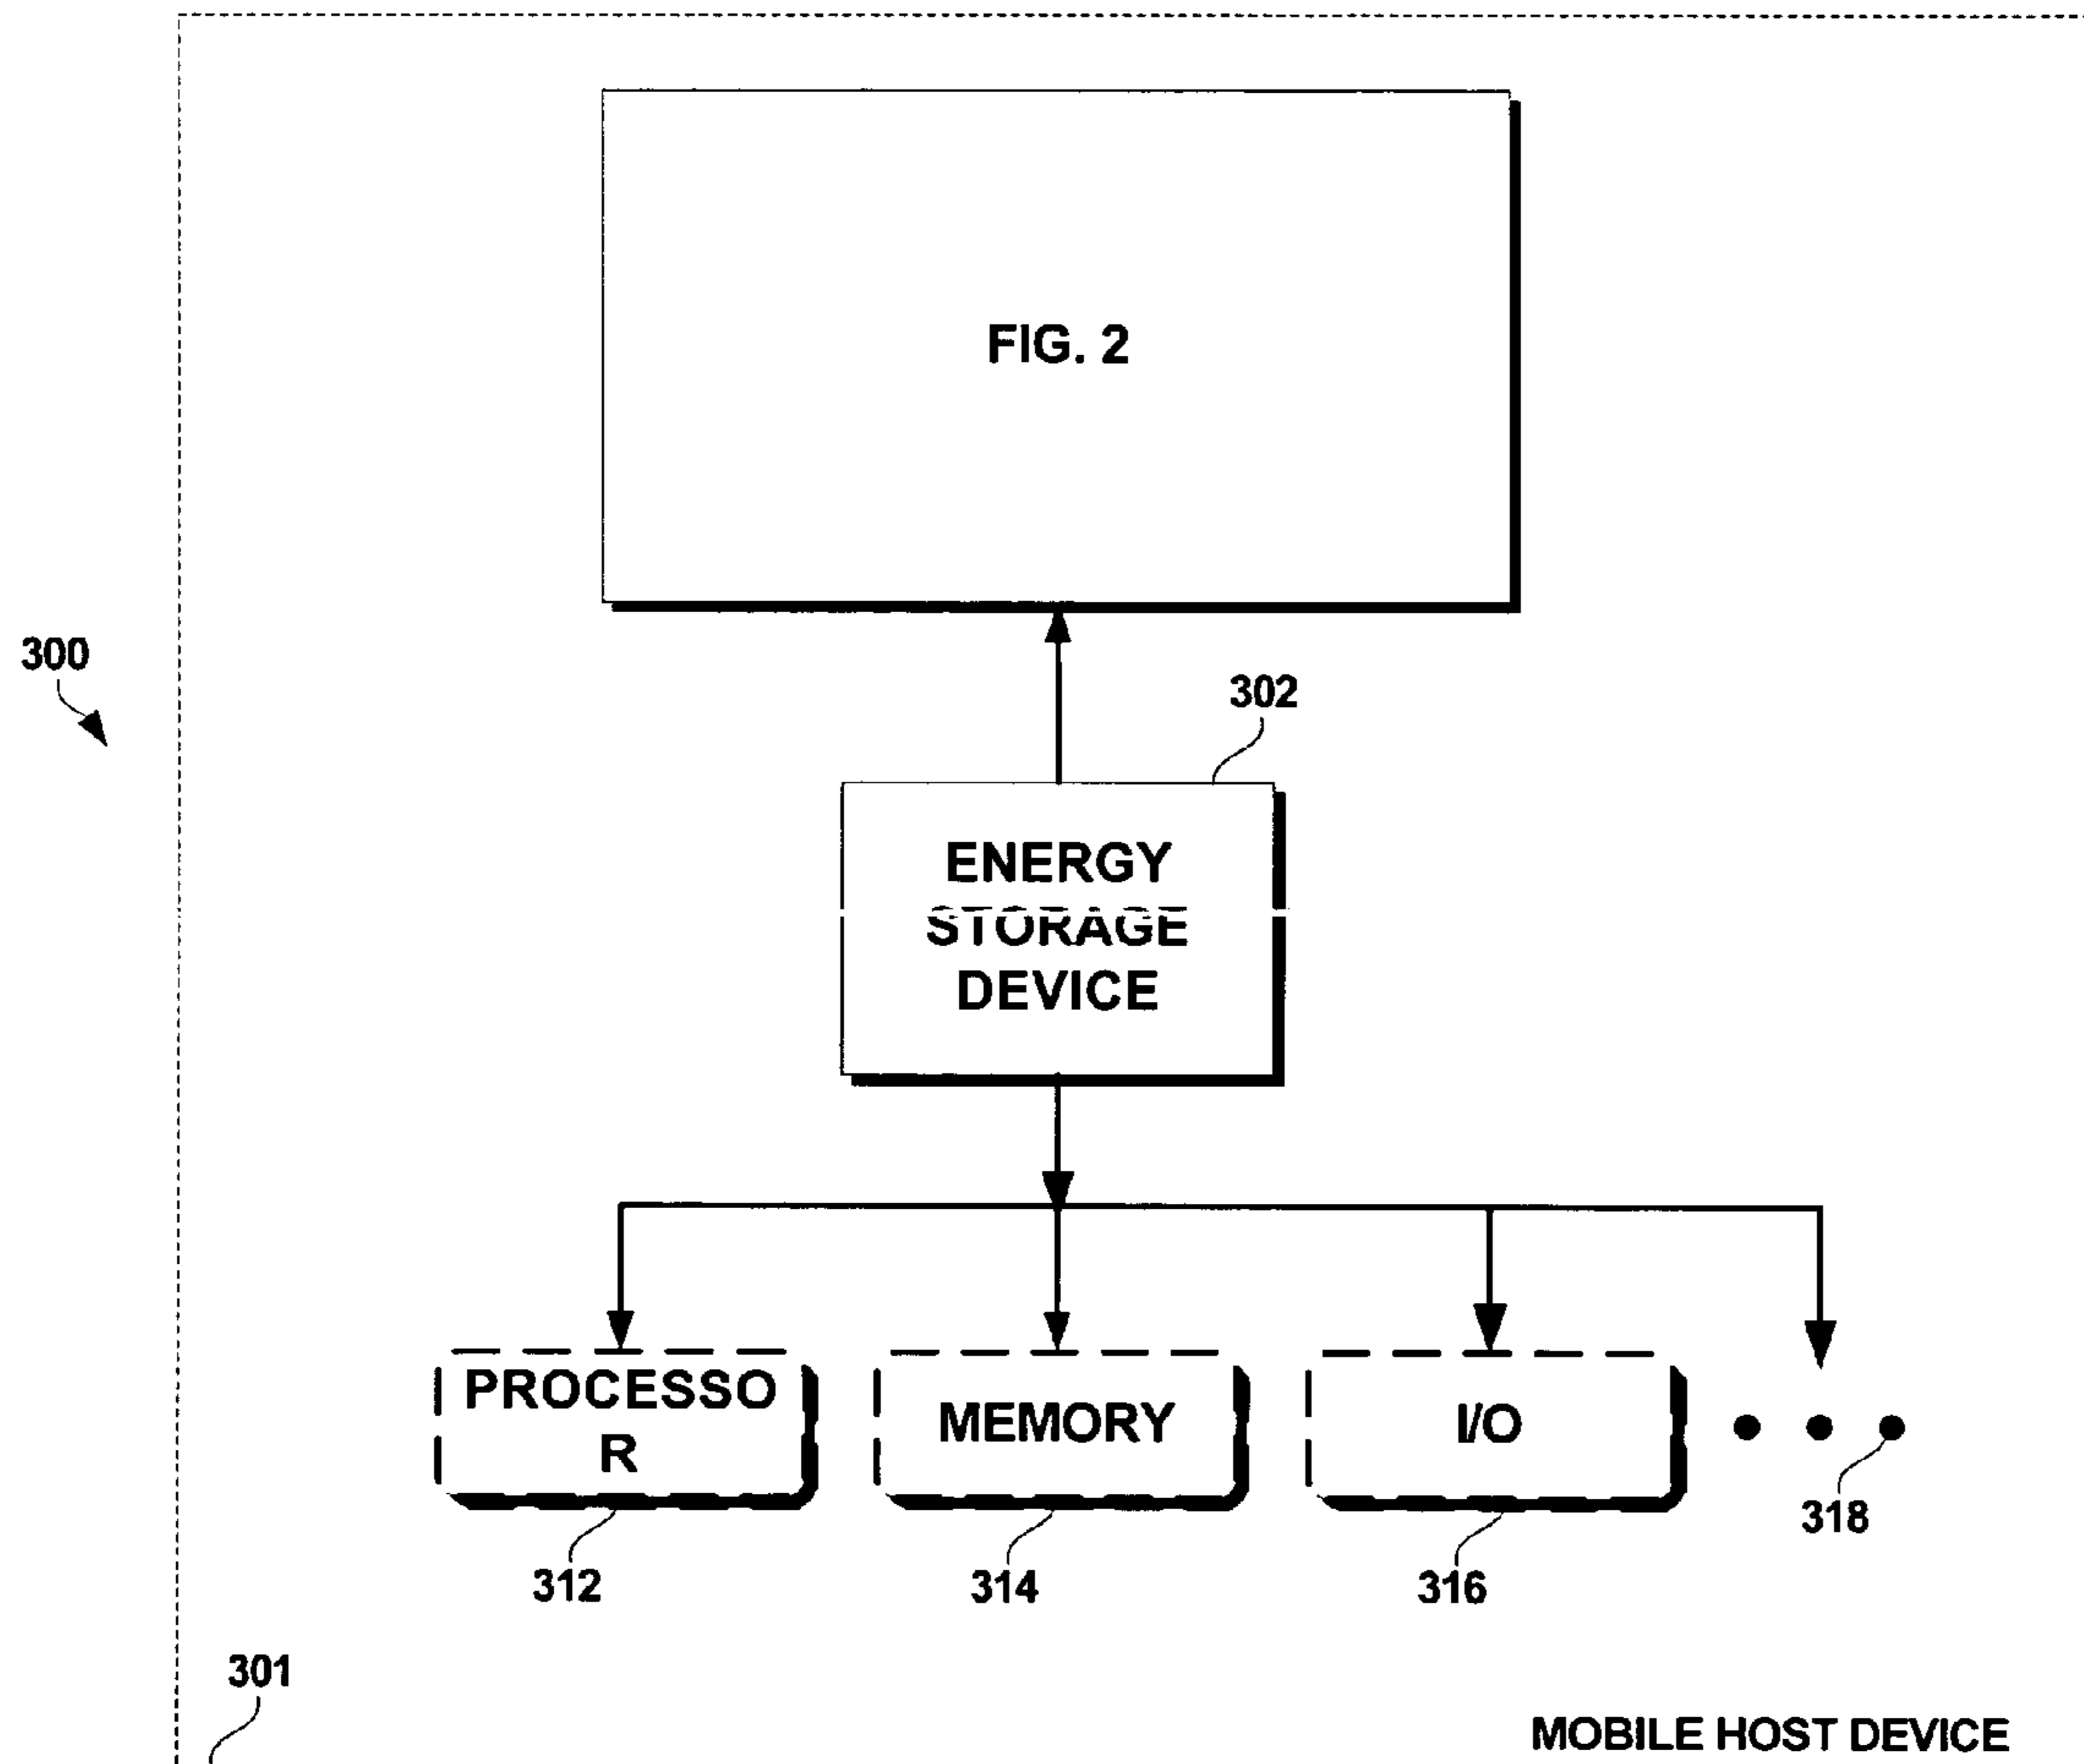 FIG. 2
300
302
ENERGY
STORAGE
DEVICE
PROCESSO
R
MEMORY
I/O
318
312
314
316
301
MOBILE HOST DEVICE